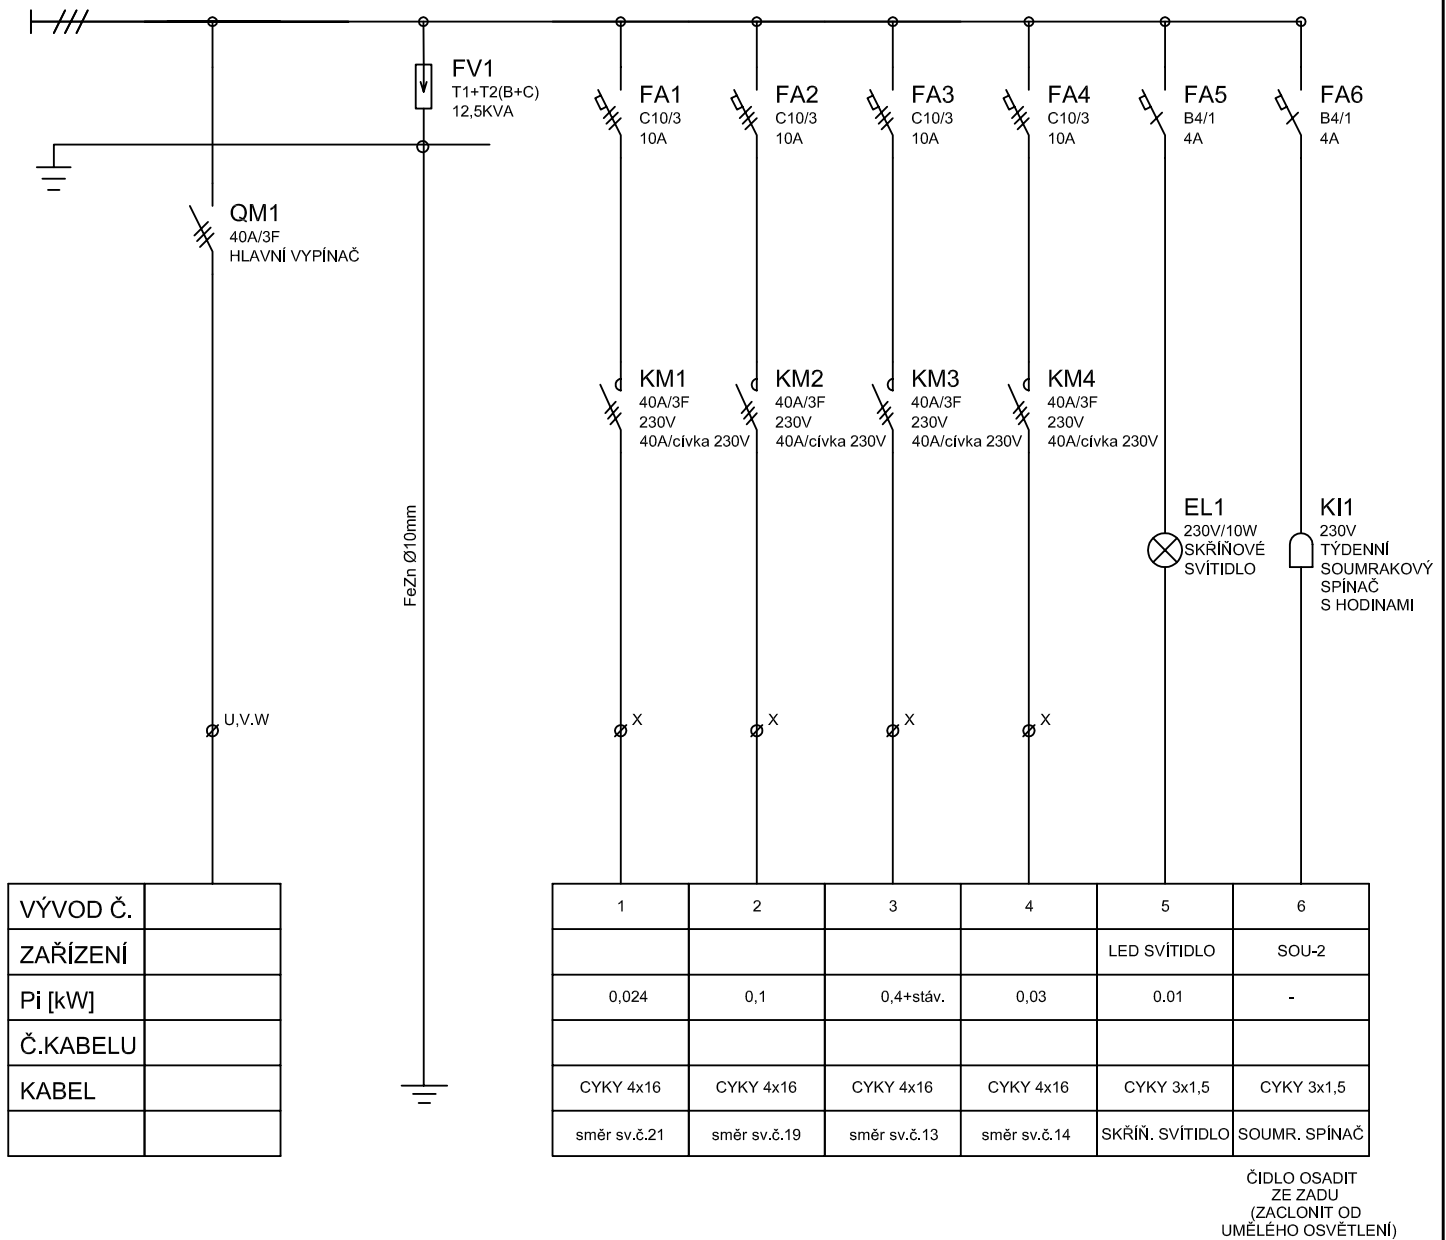 FV1
T1+T2(B+C)
12,5KVA
FA1
C10/3
10A
FA2
C10/3
10A
FA3
C10/3
10A
FA4
C10/3
10A
FA5
B4/1
4A
FA6
B4/1
4A
QM1
40A/3F
HLAVNÍ VYPÍNAČ
KM1
40A/3F
230V
40A/cívka 230V
KM2
40A/3F
230V
40A/cívka 230V
KM3
40A/3F
230V
40A/cívka 230V
KM4
40A/3F
230V
40A/cívka 230V
FeZn Ø10mm
EL1
230V/10W
SKŘÍŇOVÉ
SVÍTIDLO
KI1
230V
TÝDENNÍ
SOUMRAKOVÝ
SPÍNAČ
S HODINAMI
U,V.W
X
X
X
X
VÝVOD Č.
1 2 3 4 5 6
ZAŘÍZENÍ
LED SVÍTIDLO SOU-2
Pi [kW]
0,024 0,1 0,4+stáv. 0,03 0.01 -
Č.KABELU
KABEL
CYKY 4x16 CYKY 4x16 CYKY 4x16 CYKY 4x16 CYKY 3x1,5 CYKY 3x1,5
směr sv.č.21 směr sv.č.19 směr sv.č.13 směr sv.č.14 SKŘÍŇ. SVÍTIDLO SOUMR. SPÍNAČ
ČIDLO OSADIT
ZE ZADU
(ZACLONIT OD
UMĚLÉHO OSVĚTLENÍ)